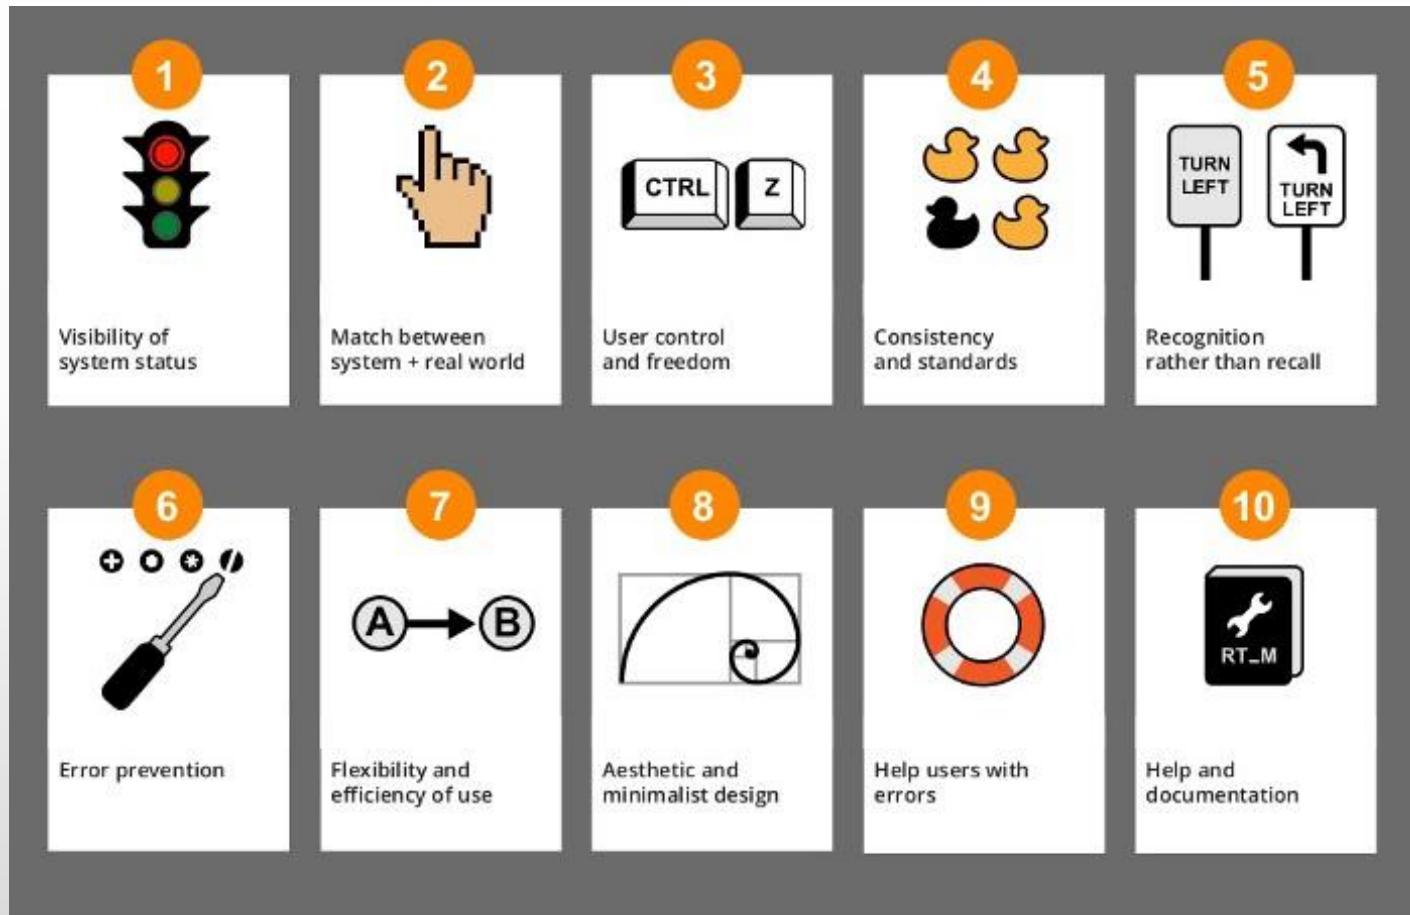 1
2
3
4
5
CTRL
Z
TURN
LEFT
TURN
LEFT
Visibility of
system status
Match between
system + real world
User control
and freedom
Consistency
and standards
Recognition
rather than recall
6
7
8
9
10
A
B
RT_M
Error prevention
Flexibility and
efficiency of use
Aesthetic and
minimalist design
Help users with
errors
Help and
documentation